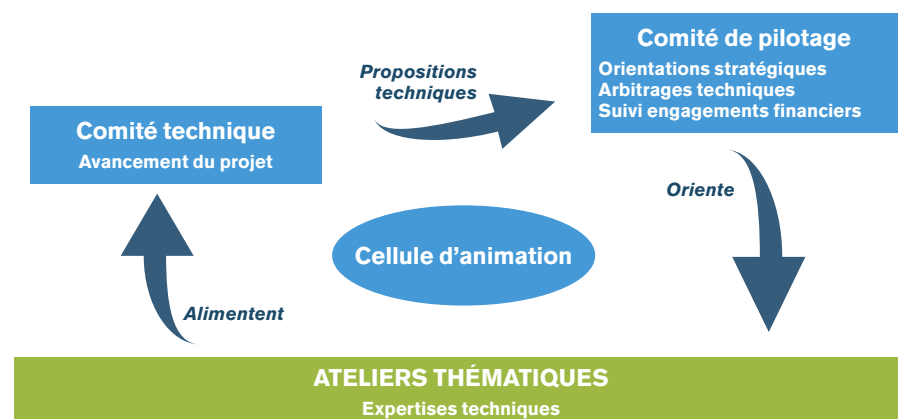 Comité de pilotage
Orientations stratégiques
Arbitrages techniques
Suivi engagements financiers
Propositions
techniques
Comité technique
Avancement du projet
Oriente
Cellule d’animation
Alimentent
ATELIERS THÉMATIQUES
Expertises techniques